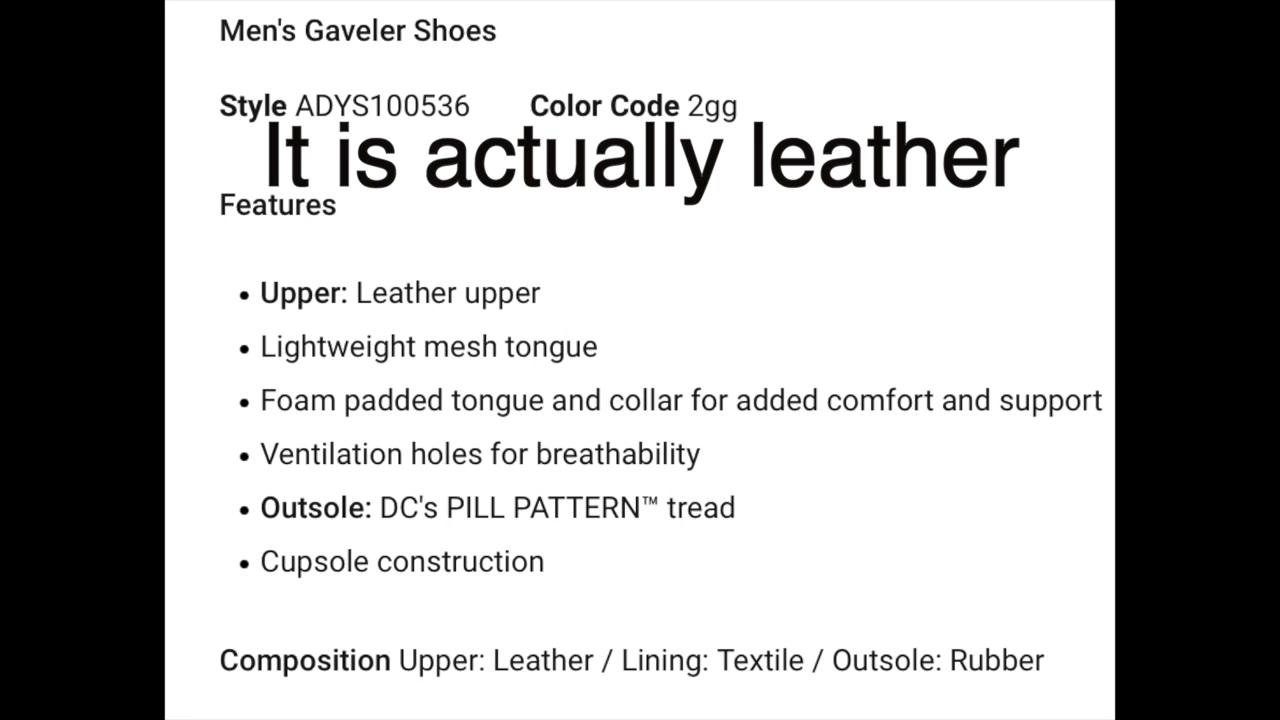 Men's Gaveler Shoes
Style ADYS100536 Color Code 2gg
It is actually leather
Features
• Upper: Leather upper
• Lightweight mesh tongue
• Foam padded tongue and collar for added comfort and support
• Ventilation holes for breathability
• Outsole: DC's PILL PATTERN™ tread
• Cupsole construction
Composition Upper: Leather / Lining: Textile / Outsole: Rubber